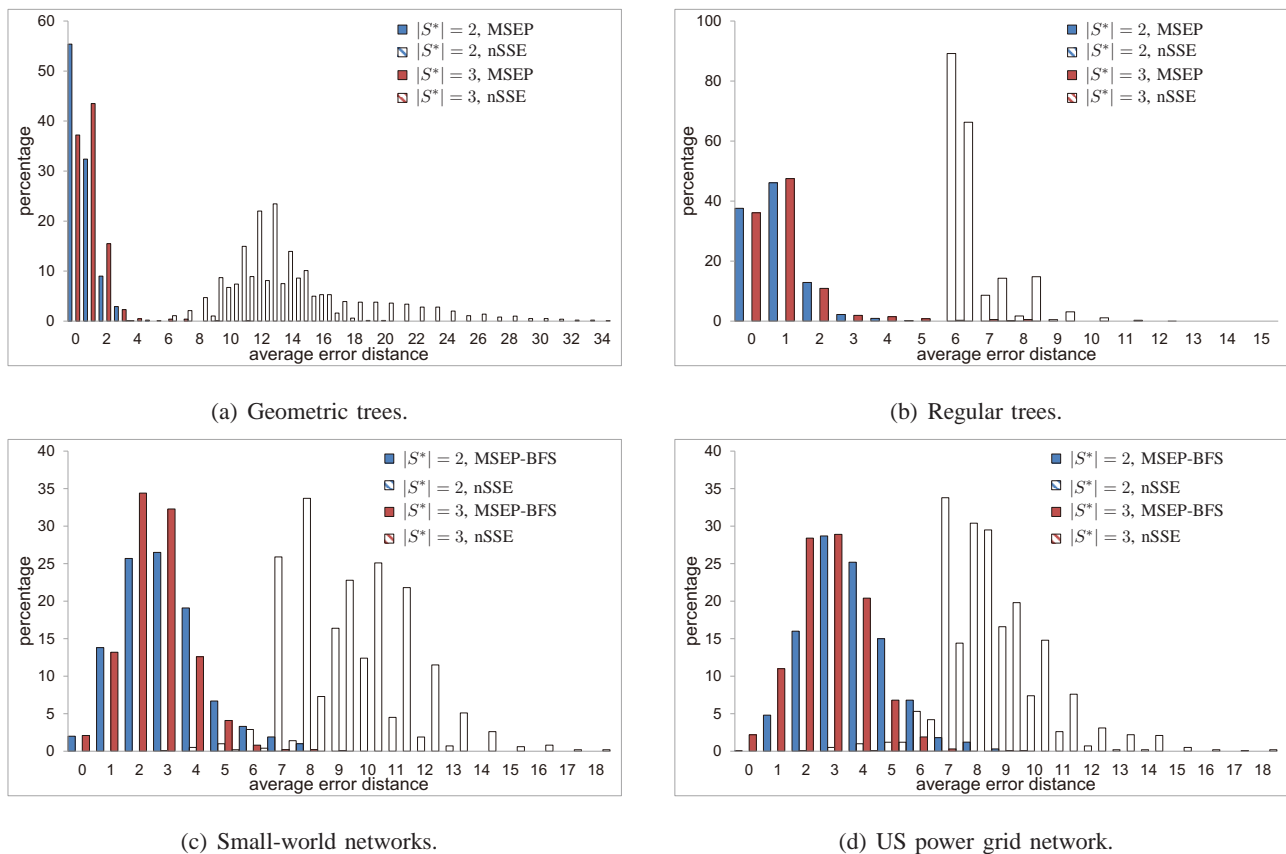 60
50
40
30
20
10
0
percentage
|S*| = 2, MSEP
|S*| = 2, nSSE
|S*| = 3, MSEP
|S*| = 3, nSSE
0 2 4 6 8 10 12 14 16 18 20 22 24 26 28 30 32 34
average error distance
(a) Geometric trees.
100
80
60
40
20
0
percentage
|S*| = 2, MSEP
|S*| = 2, nSSE
|S*| = 3, MSEP
|S*| = 3, nSSE
0 1 2 3 4 5 6 7 8 9 10 11 12 13 14 15
average error distance
(b) Regular trees.
40
35
30
25
20
15
10
5
0
percentage
|S*| = 2, MSEP-BFS
|S*| = 2, nSSE
|S*| = 3, MSEP-BFS
|S*| = 3, nSSE
0 1 2 3 4 5 6 7 8 9 10 11 12 13 14 15 16 17 18
average error distance
(c) Small-world networks.
40
35
30
25
20
15
10
5
0
percentage
|S*| = 2, MSEP-BFS
|S*| = 2, nSSE
|S*| = 3, MSEP-BFS
|S*| = 3, nSSE
0 1 2 3 4 5 6 7 8 9 10 11 12 13 14 15 16 17 18
average error distance
(d) US power grid network.